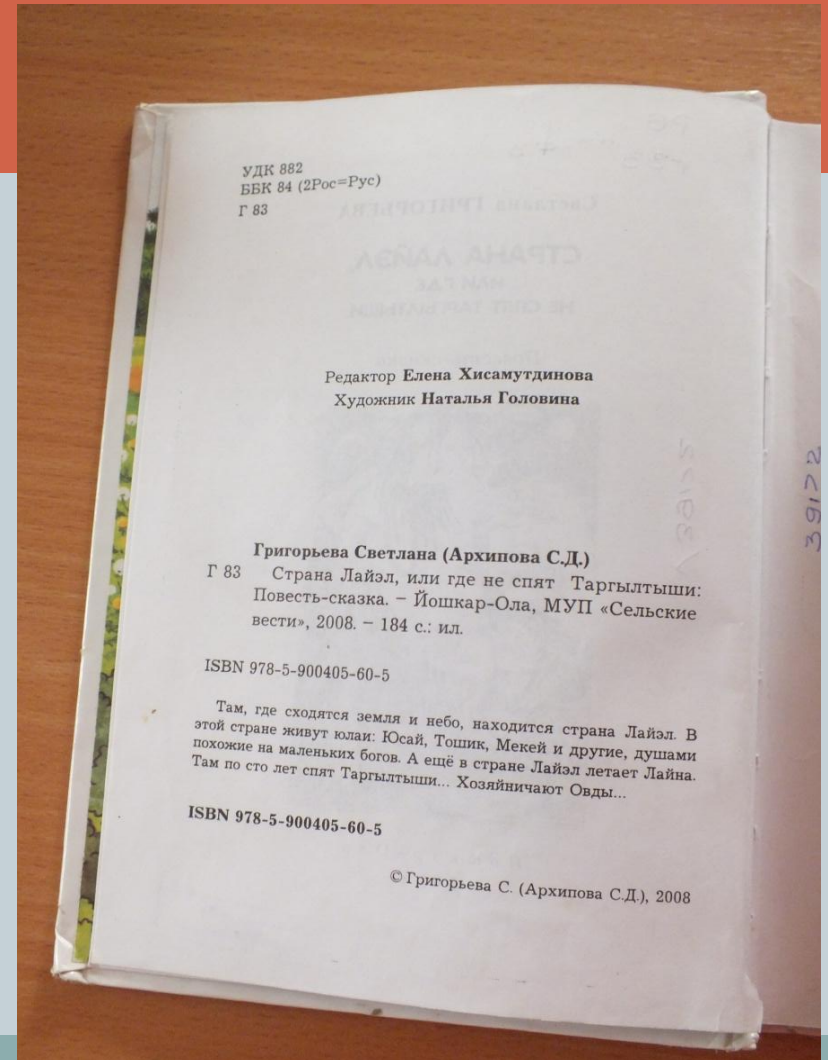 УДК 882
ББК 84 (2Рос=Рус)
Г 83
Редактор Елена Хисамутдинова
Художник Наталья Головина
Григорьева Светлана (Архипова С.Д.)
Г 83 Страна Лайэл, или где не спят Таргылтыши:
Повесть-сказка. – Йошкар-Ола, МУП «Сельские
вести», 2008. – 184 с.: ил.
ISBN 978-5-900405-60-5
Там, где сходятся земля и небо, находится страна Лайэл. В
этой стране живут юлаи: Юсай, Тошик, Мекей и другие, душами
похожие на маленьких богов. А ещё в стране Лайэл летает Лайна.
Там по сто лет спят Таргылтыши... Хозяйничают Овды...
ISBN 978-5-900405-60-5
© Григорьева С. (Архипова С.Д.), 2008
39172